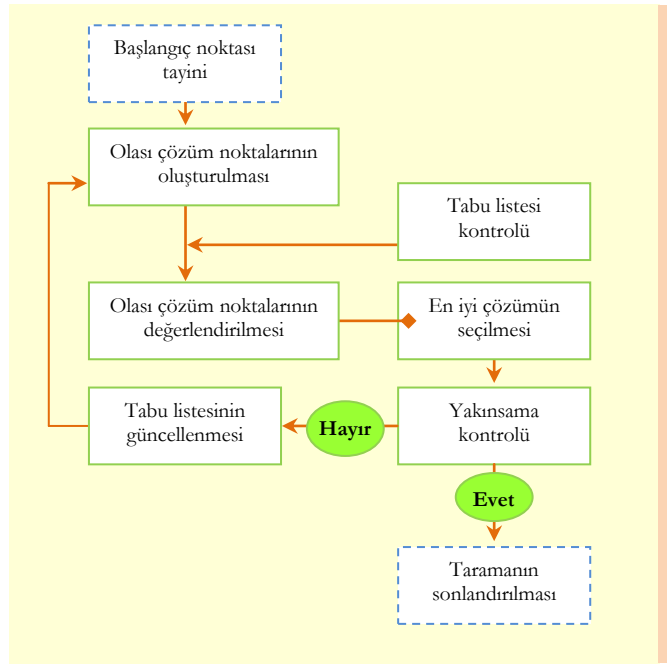 Başlangıç noktası
tayini
Olası çözüm noktalarının
oluşturulması
Tabu listesi
kontrolü
Olası çözüm noktalarının
değerlendirilmesi
En iyi çözümün
seçilmesi
Tabu listesinin
güncellenmesi
Hayır
Yakınsama
kontrolü
Evet
Taramanın
sonlandırılması